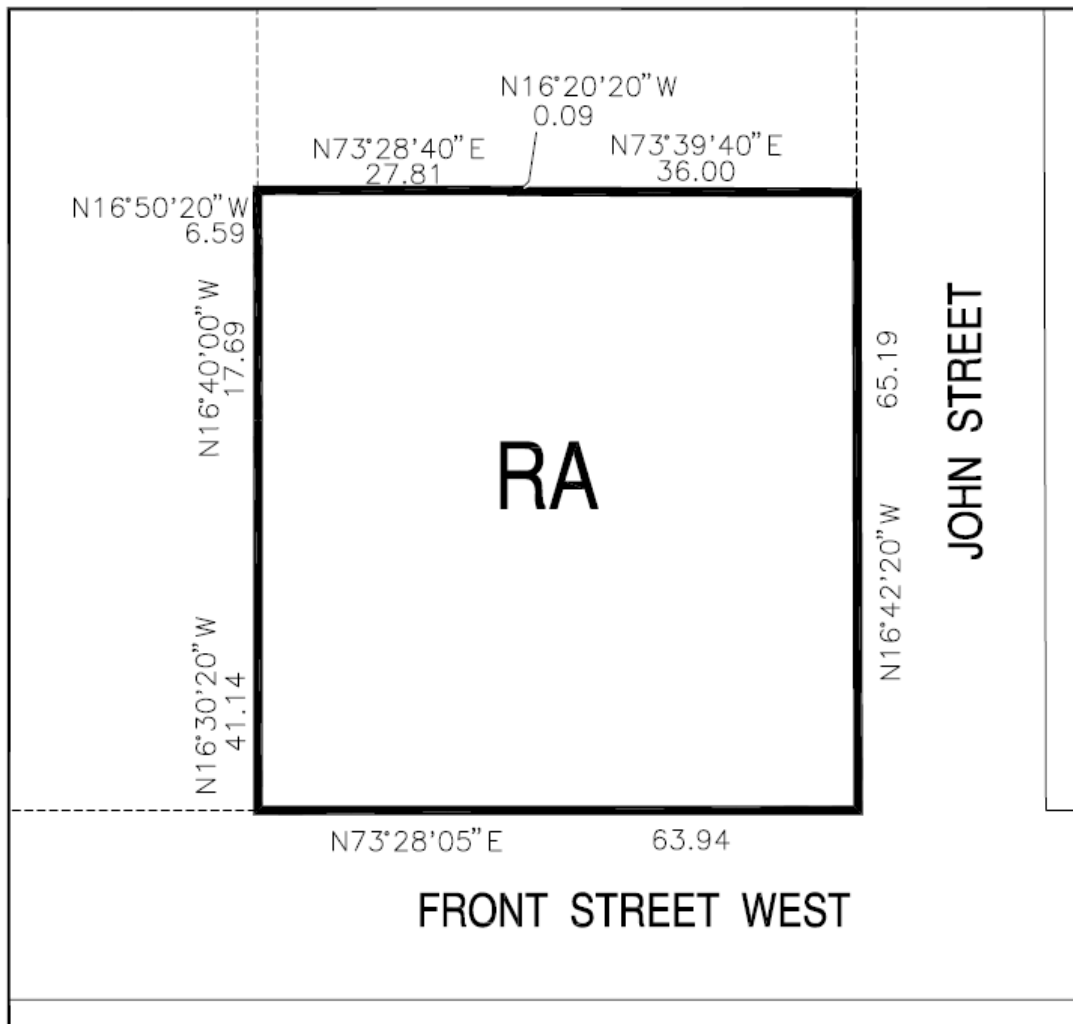 N16°20'20"W
0.09
N73°28'40"E
27.81
N73°39'40"E
36.00
N16°50'20"W
6.59
N16°40'00"W
17.69
RA
65.19
N16°42'20"W
JOHN STREET
N16°30'20"W
41.14
N73°28'05"E
63.94
FRONT STREET WEST